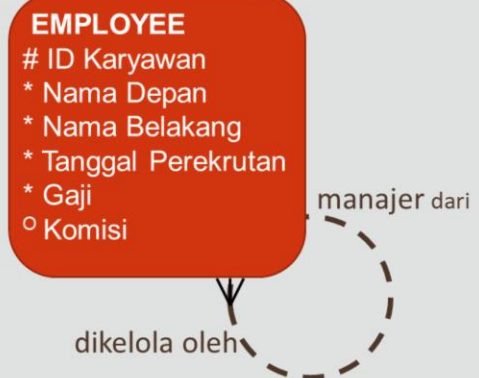 EMPLOYEE
# ID Karyawan
* Nama Depan
* Nama Belakang
* Tanggal Perekrutan
* Gaji
o Komisi
manajer dari
dikelola oleh